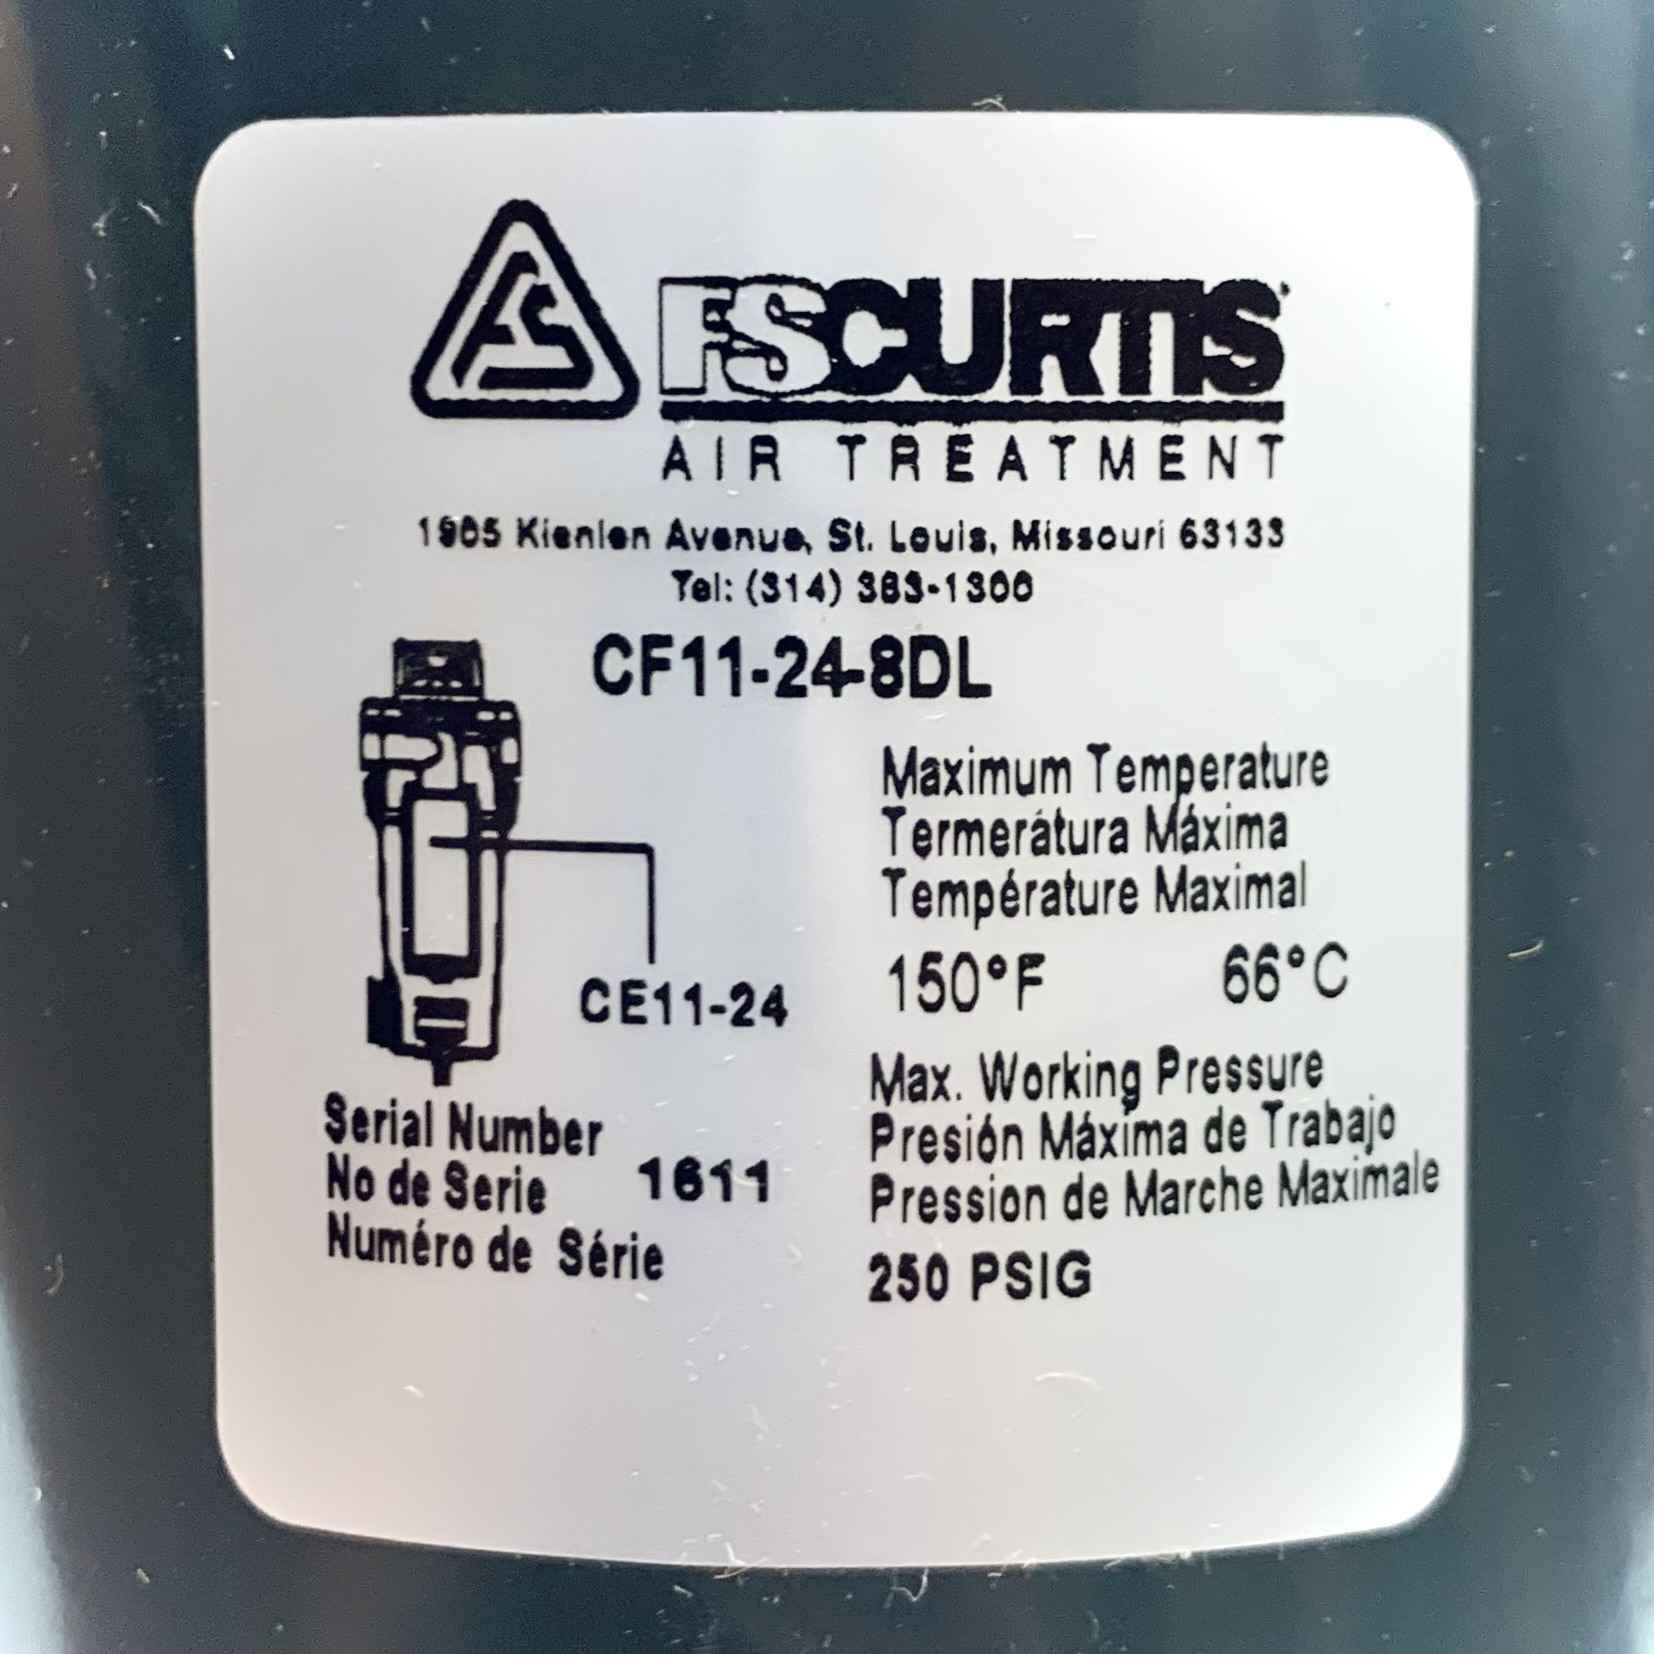 FS
FSCURTIS
AIR TREATMENT
1905 Kienlen Avenue, St. Louis, Missouri 63133
Tel: (314) 383-1300
CF11-24-8DL
Maximum Temperature
Termerátura Máxima
Température Maximal
150°F 66°C
CE11-24
Max. Working Pressure
Presión Máxima de Trabajo
Pression de Marche Maximale
250 PSIG
Serial Number
No de Serie 1611
Numéro de Série